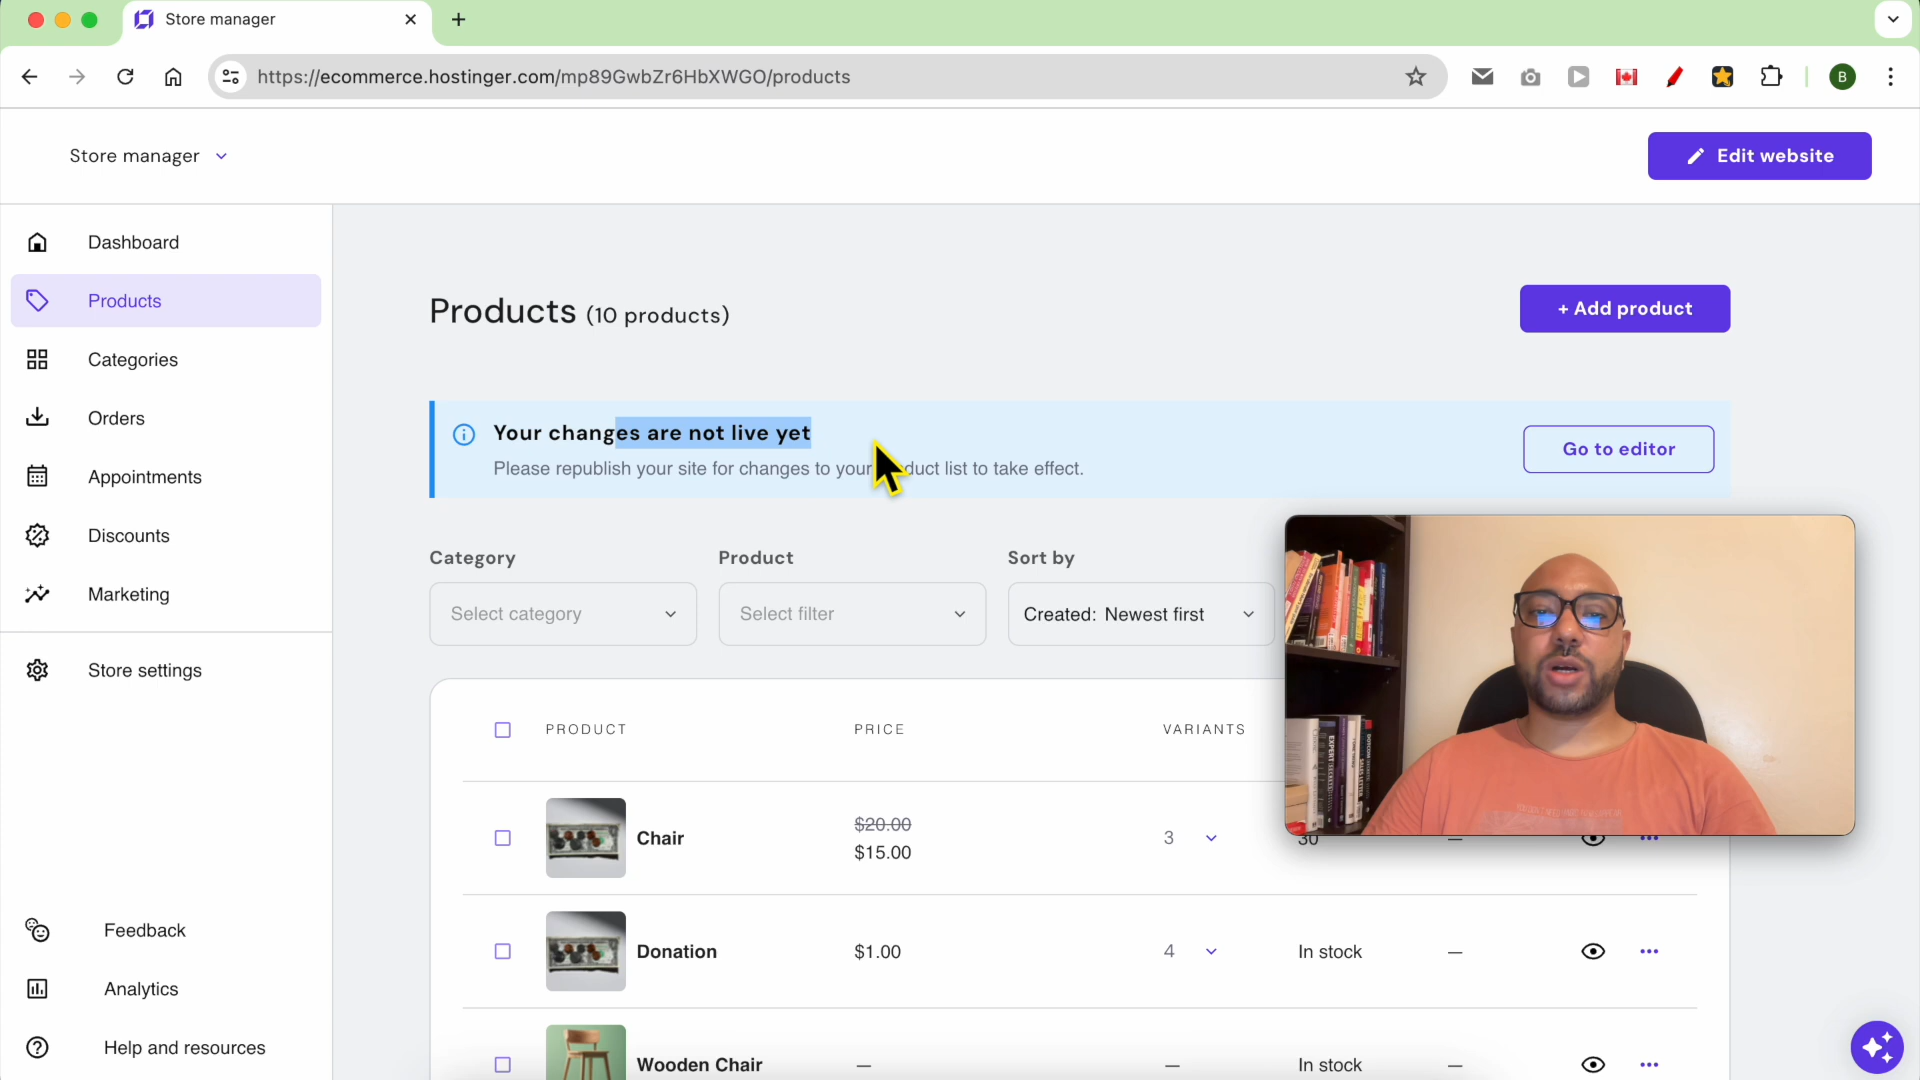 Store manager
https://ecommerce.hostinger.com/mp89GwbZr6HbXWGO/products
B
Store manager
Edit website
Dashboard
Products
Categories
Orders
Appointments
Discounts
Marketing
Store settings
Feedback
Analytics
Help and resources
Products (10 products)
+ Add product
Your changes are not live yet
Please republish your site for changes to your duct list to take effect.
Go to editor
Category
Product
Sort by
Select category
Select filter
Created: Newest first
PRODUCT
PRICE
VARIANTS
Chair
$20.00
$15.00
3
30
—
Donation
$1.00
4
In stock
—
Wooden Chair
—
—
In stock
—